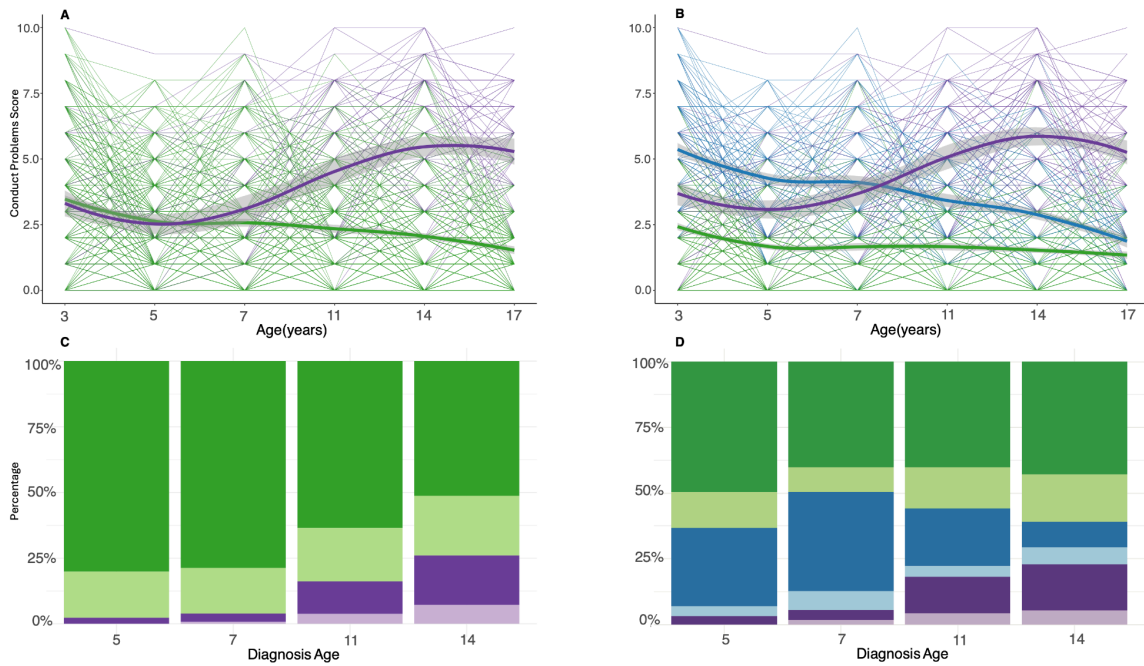 A
10.0
7.5
5.0
2.5
0.0
Conduct Problems Score
3 5 7 11 14 17
Age(years)
B
10.0
7.5
5.0
2.5
0.0
3 5 7 11 14 17
Age(years)
C
100%
75%
50%
25%
0%
Percentage
5 7 11 14
Diagnosis Age
D
100%
75%
50%
25%
0%
5 7 11 14
Diagnosis Age